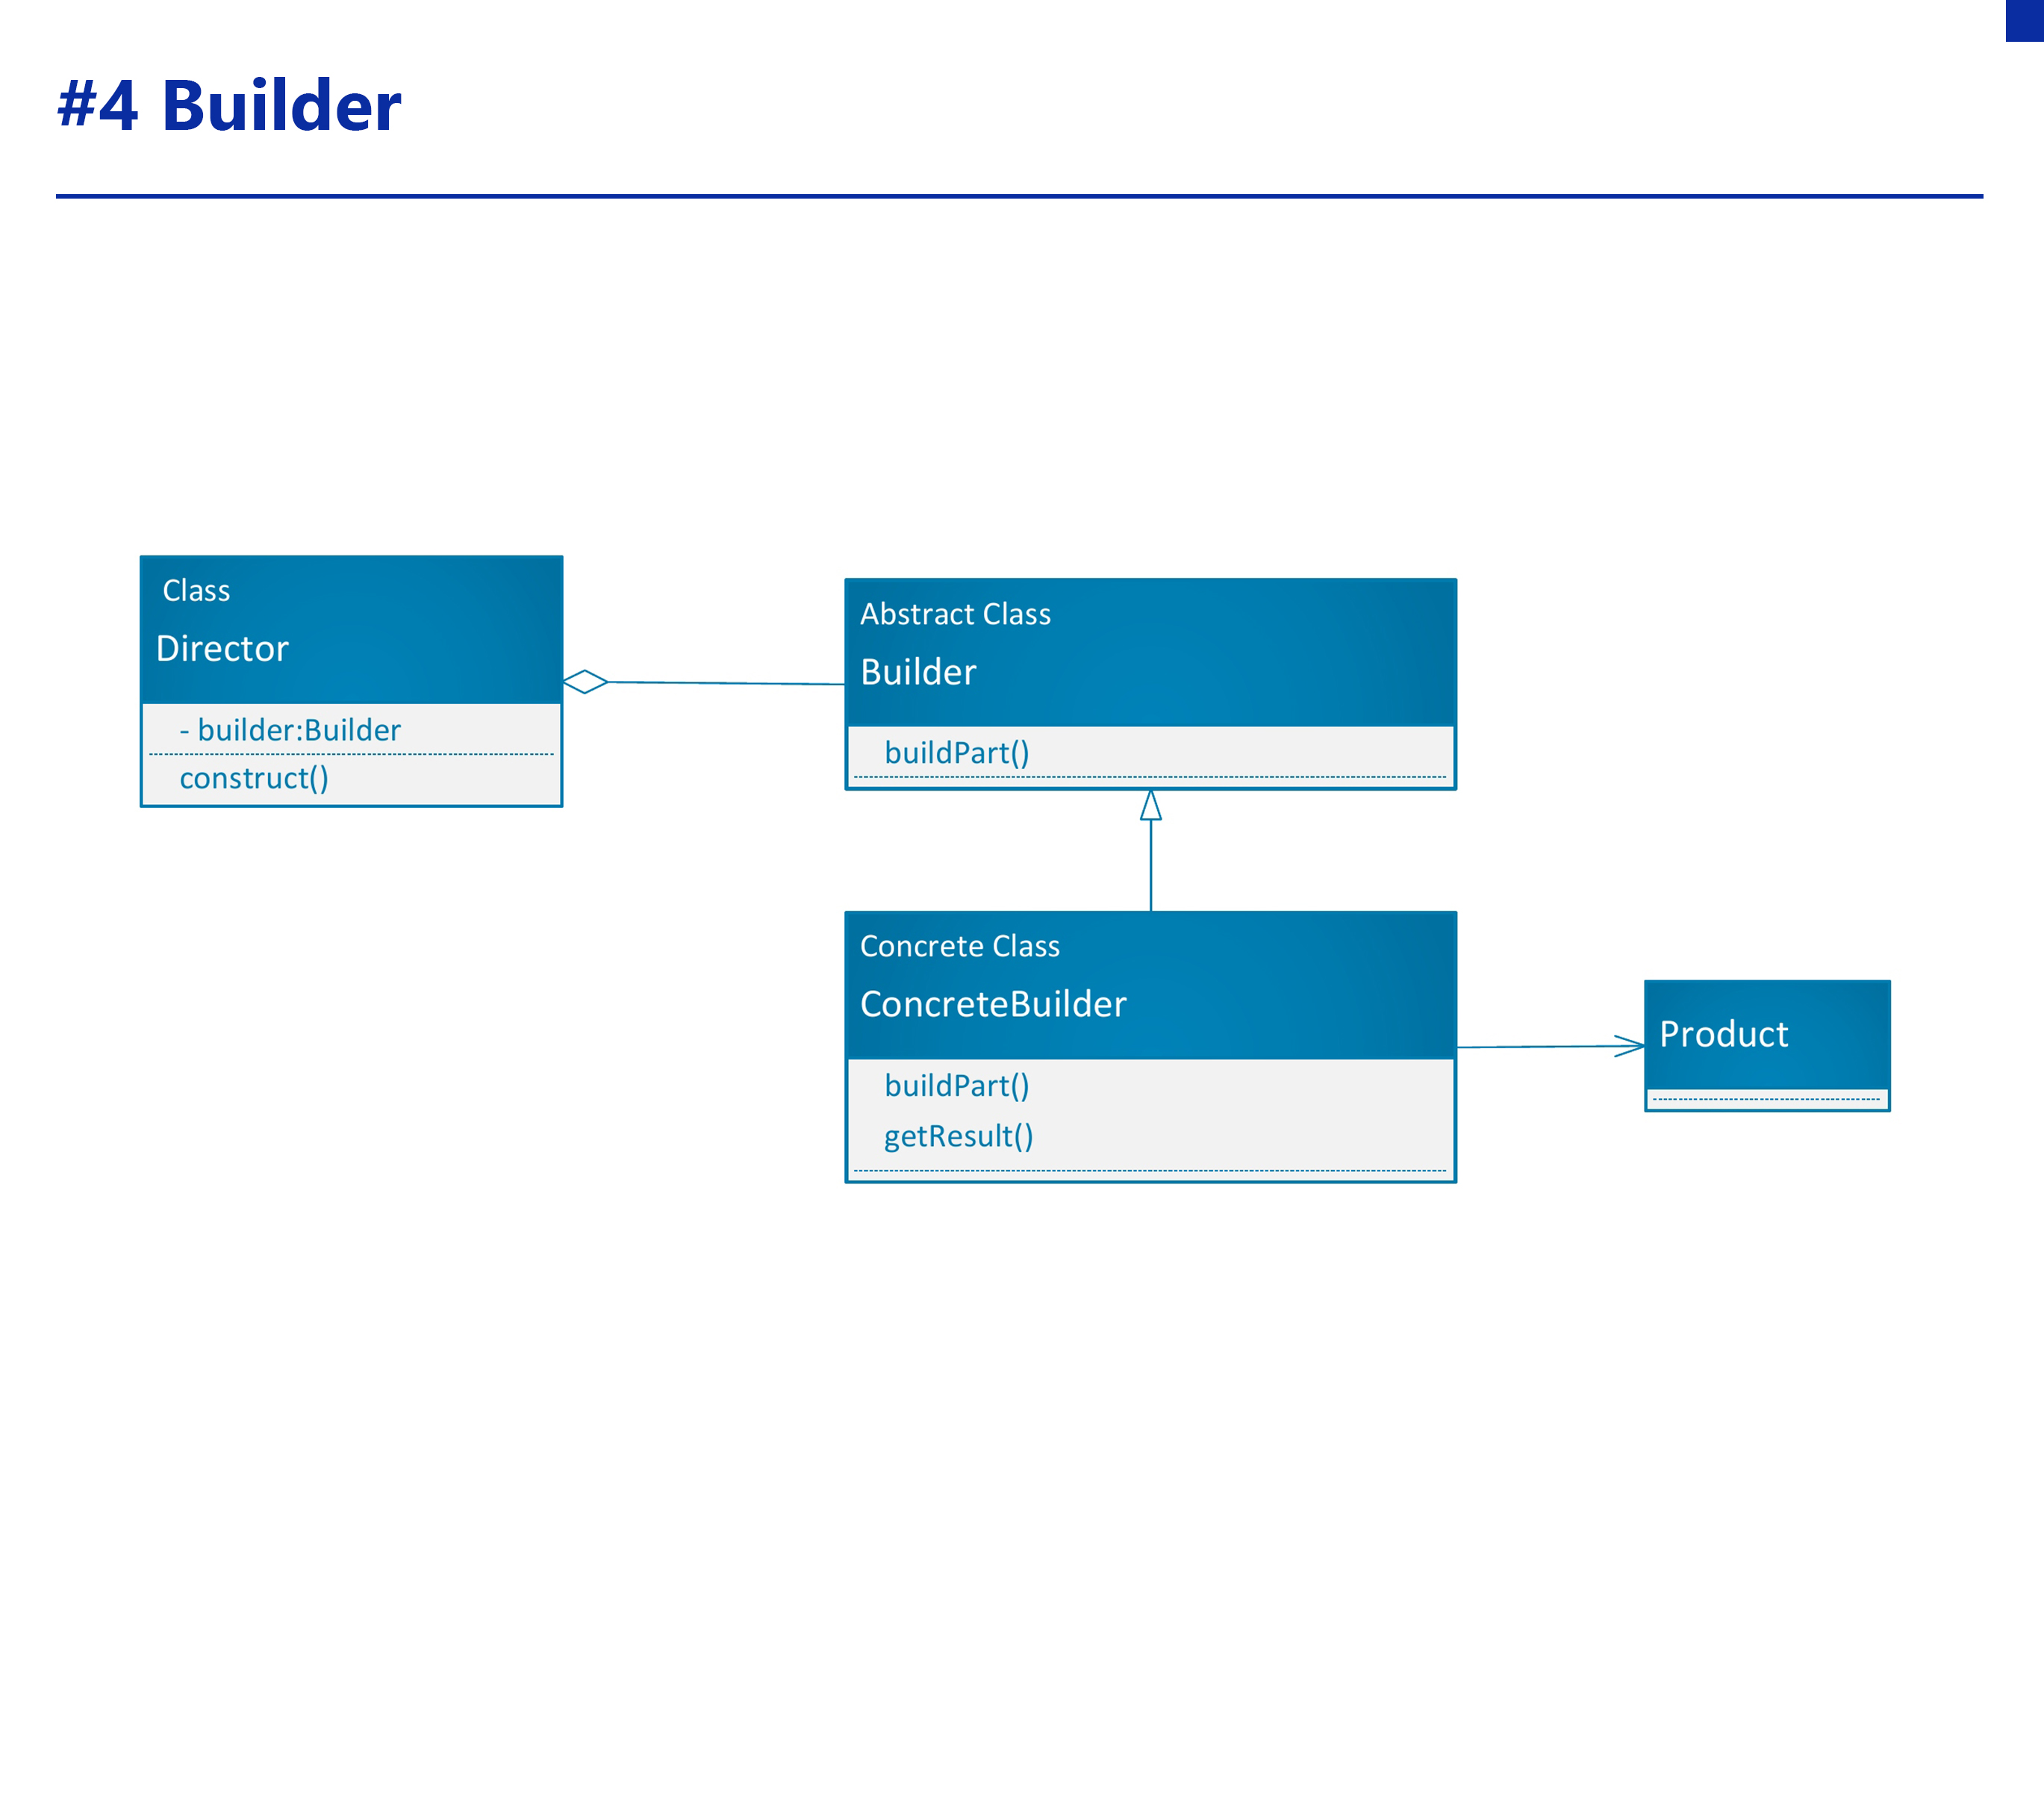 #4 Builder
Class
Director
- builder:Builder
construct()
Abstract Class
Builder
buildPart()
Concrete Class
ConcreteBuilder
buildPart()
getResult()
Product